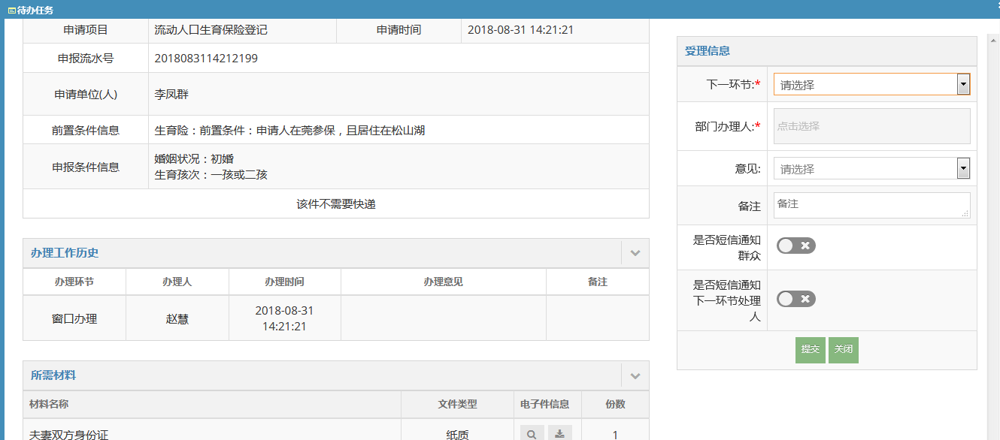 待办任务
申请项目 流动人口生育保险登记 申请时间 2018-08-31 14:21:21
申报流水号 2018083114212199
申请单位(人) 李凤群
前置条件信息 生育险：前置条件：申请人在莞参保，且居住在松山湖
申报条件信息 婚姻状况：初婚
生育孩次：一孩或二孩
该件不需要快递
办理工作历史
办理环节 办理人 办理时间 办理意见 备注
窗口办理 赵慧 2018-08-31
14:21:21
所需材料
材料名称 文件类型 电子件信息 份数
夫妻双方身份证 纸质 1
受理信息
下一环节:* 请选择
部门办理人:* 点击选择
意见: 请选择
备注 备注
是否短信通知
群众
是否短信通知
下一环节处理
人
提交 关闭